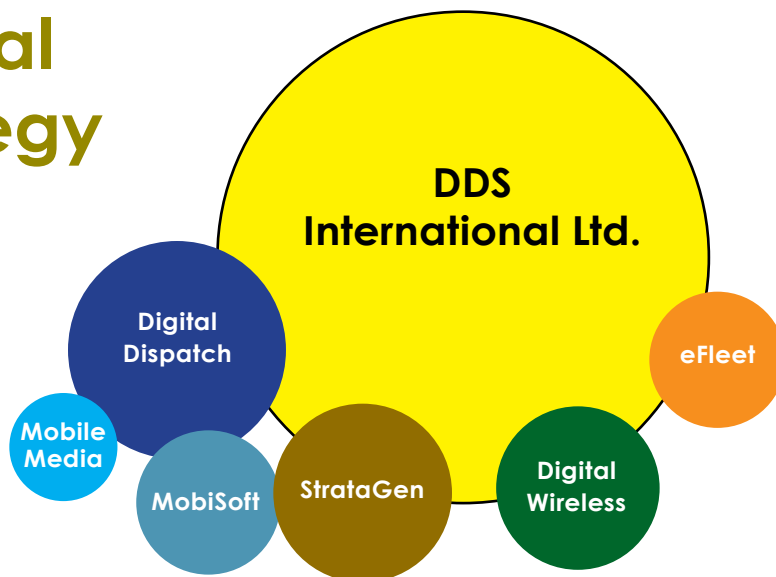 al
egy
DDS
International Ltd.
Digital
Dispatch
eFleet
Mobile
Media
MobiSoft
StrataGen
Digital
Wireless